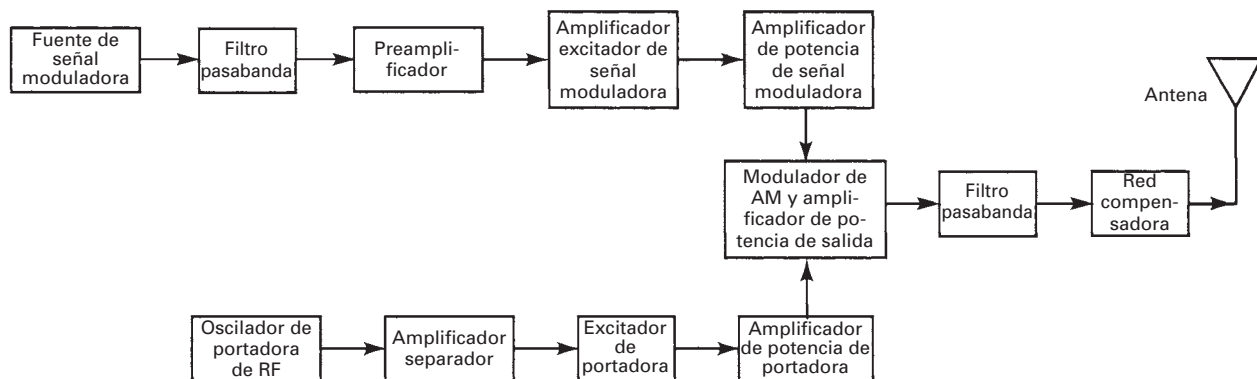 Fuente de
señal
moduladora
Filtro
pasabanda
Preampli-
ficador
Amplificador
excitador de
señal
moduladora
Amplificador
de potencia
de señal
moduladora
Antena
Modulador de
AM y ampli-
ficador de po-
tencia de salida
Filtro
pasabanda
Red
compen-
sadora
Oscilador de
portadora
de RF
Amplificador
separador
Excitador
de
portadora
Amplificador
de potencia de
portadora